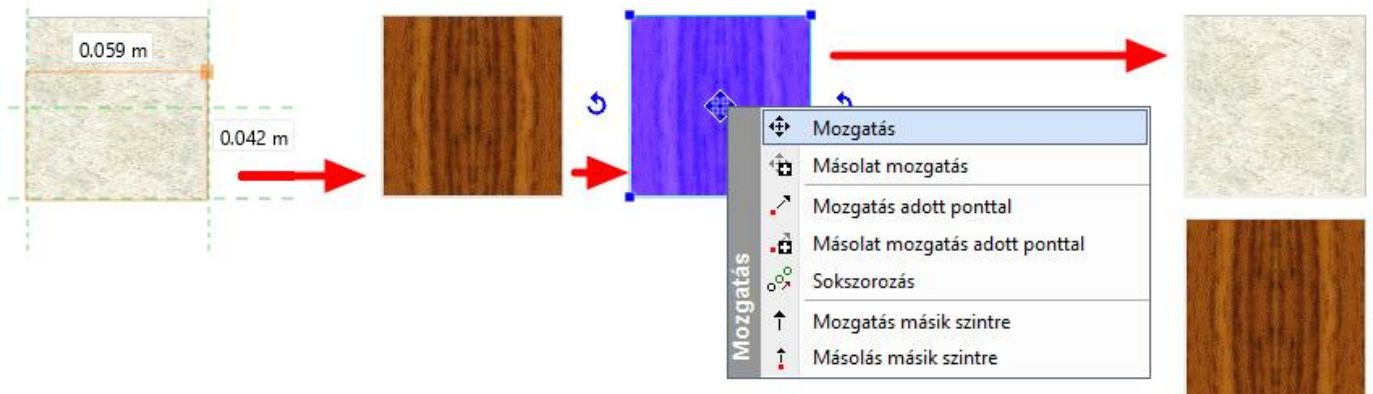 0.059 m
0.042 m
Mozgatás
Mozgatás
Másolat mozgatás
Mozgatás adott ponttal
Másolat mozgatás adott ponttal
Sokszorozás
Mozgatás másik szintre
Másolás másik szintre